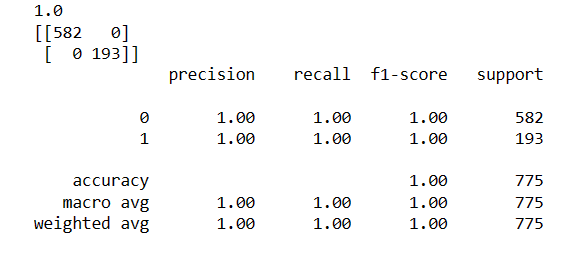 1.0
[[582 0]
[ 0 193]]
precision recall f1-score support
0 1.00 1.00 1.00 582
1 1.00 1.00 1.00 193
accuracy 1.00 775
macro avg 1.00 1.00 1.00 775
weighted avg 1.00 1.00 1.00 775